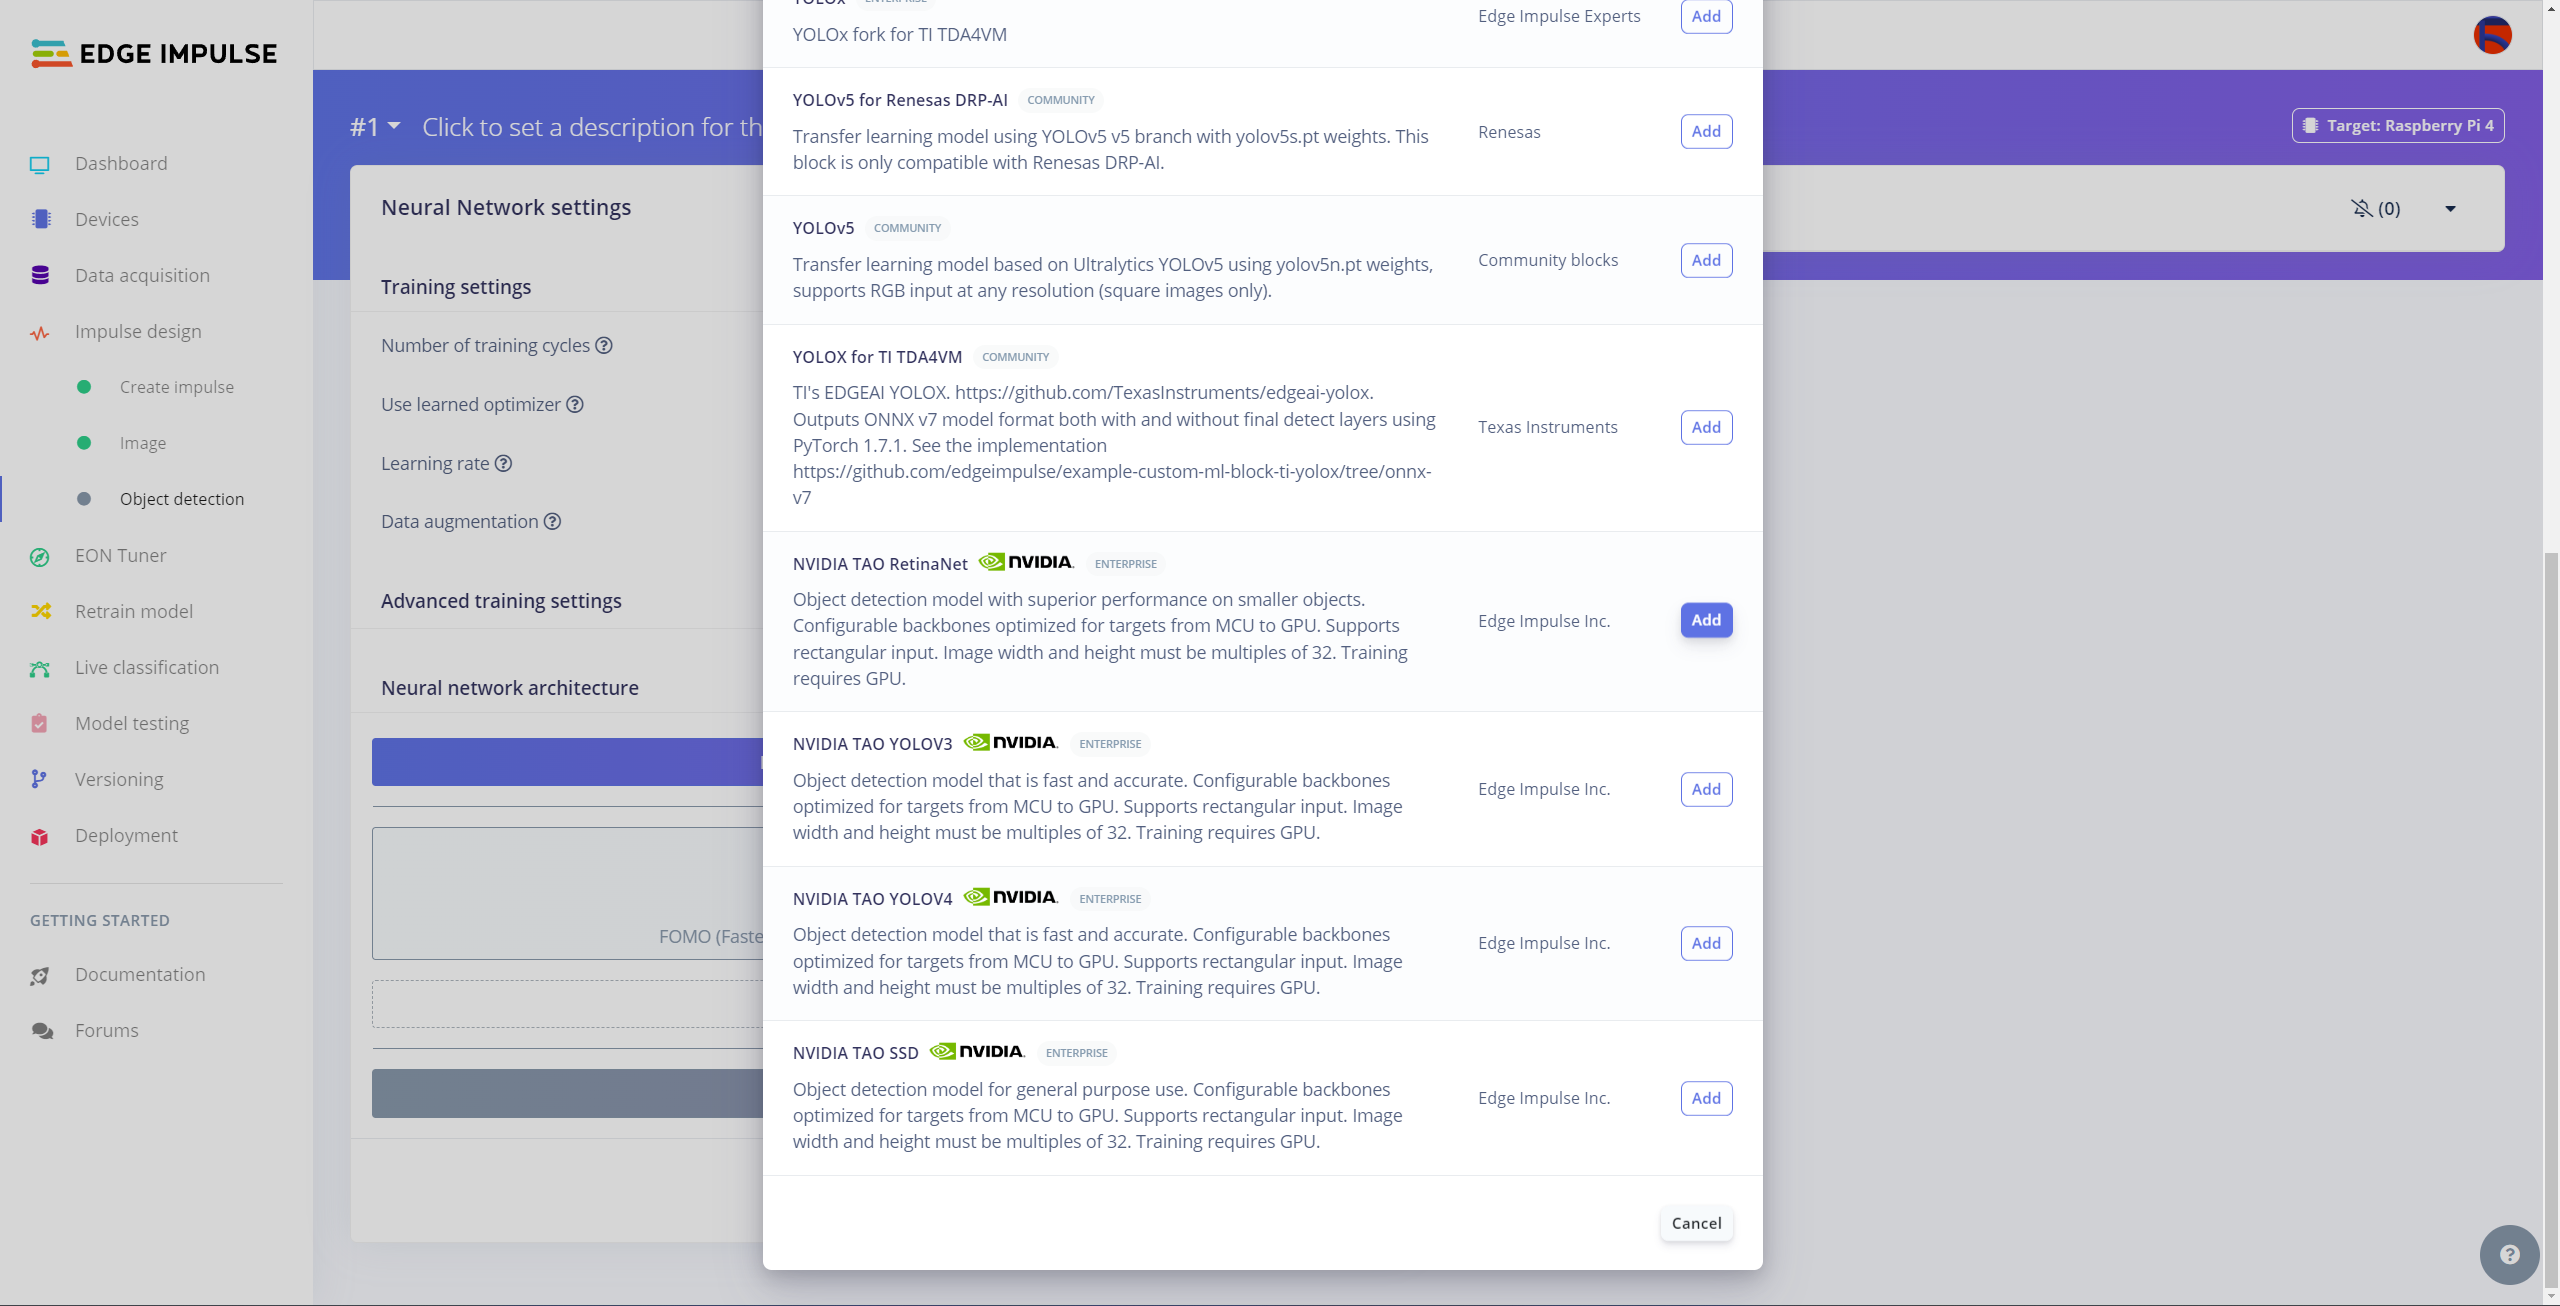 EDGE IMPULSE
Dashboard
Devices
Data acquisition
Impulse design
Create impulse
Image
Object detection
EON Tuner
Retrain model
Live classification
Model testing
Versioning
Deployment
GETTING STARTED
Documentation
Forums
#1
Click to set a description for th
Target: Raspberry Pi 4
Neural Network settings
(0)
Training settings
Number of training cycles
Use learned optimizer
Learning rate
Data augmentation
Advanced training settings
Neural network architecture
FOMO (Faste
YOLOx ENTERPRISE
YOLOx fork for TI TDA4VM
Edge Impulse Experts
Add
YOLOv5 for Renesas DRP-AI COMMUNITY
Transfer learning model using YOLOv5 v5 branch with yolov5s.pt weights. This
block is only compatible with Renesas DRP-AI.
Renesas
Add
YOLOv5 COMMUNITY
Transfer learning model based on Ultralytics YOLOv5 using yolov5n.pt weights,
supports RGB input at any resolution (square images only).
Community blocks
Add
YOLOX for TI TDA4VM COMMUNITY
TI's EDGEAI YOLOX. https://github.com/TexasInstruments/edgeai-yolox.
Outputs ONNX v7 model format both with and without final detect layers using
PyTorch 1.7.1. See the implementation
https://github.com/edgeimpulse/example-custom-ml-block-ti-yolox/tree/onnx-
v7
Texas Instruments
Add
NVIDIA TAO RetinaNet NVIDIA. ENTERPRISE
Object detection model with superior performance on smaller objects.
Configurable backbones optimized for targets from MCU to GPU. Supports
rectangular input. Image width and height must be multiples of 32. Training
requires GPU.
Edge Impulse Inc.
Add
NVIDIA TAO YOLOV3 NVIDIA. ENTERPRISE
Object detection model that is fast and accurate. Configurable backbones
optimized for targets from MCU to GPU. Supports rectangular input. Image
width and height must be multiples of 32. Training requires GPU.
Edge Impulse Inc.
Add
NVIDIA TAO YOLOV4 NVIDIA. ENTERPRISE
Object detection model that is fast and accurate. Configurable backbones
optimized for targets from MCU to GPU. Supports rectangular input. Image
width and height must be multiples of 32. Training requires GPU.
Edge Impulse Inc.
Add
NVIDIA TAO SSD NVIDIA. ENTERPRISE
Object detection model for general purpose use. Configurable backbones
optimized for targets from MCU to GPU. Supports rectangular input. Image
width and height must be multiples of 32. Training requires GPU.
Edge Impulse Inc.
Add
Cancel